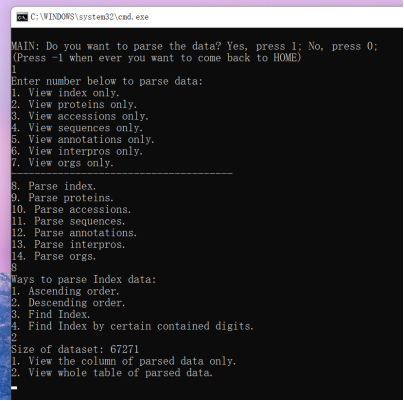 C:\WINDOWS\system32\cmd.exe
MAIN: Do you want to parse the data? Yes, press 1; No, press 0;
(Press -1 when ever you want to come back to HOME)
1
Enter number below to parse data:
1. View index only.
2. View proteins only.
3. View accessions only.
4. View sequences only.
5. View annotations only.
6. View interpros only.
7. View orgs only.
-------------------------------------
8. Parse index.
9. Parse proteins.
10. Parse accessions.
11. Parse sequences.
12. Parse annotations.
13. Parse interpros.
14. Parse orgs.
8
Ways to parse Index data:
1. Ascending order.
2. Descending order.
3. Find Index.
4. Find Index by certain contained digits.
2
Size of dataset: 67271
1. View the column of parsed data only.
2. View whole table of parsed data.